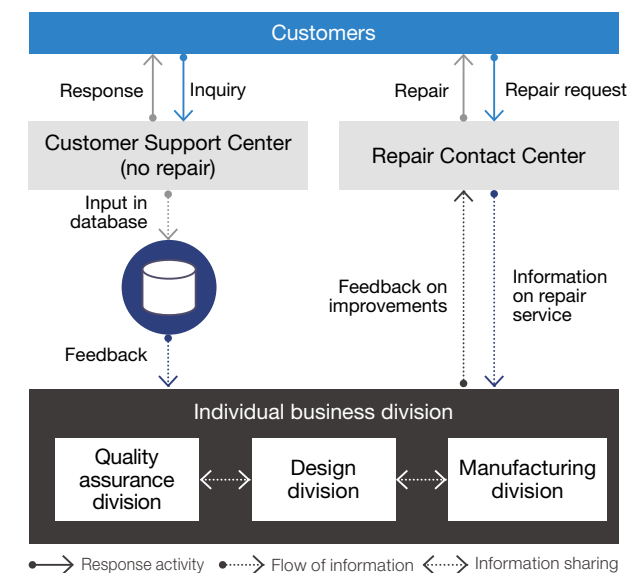 Customers
Response
Inquiry
Repair
Repair request
Customer Support Center
(no repair)
Repair Contact Center
Input in
database
Feedback on
improvements
Information
on repair
service
Feedback
Individual business division
Quality
assurance
division
Design
division
Manufacturing
division
Response activity
Flow of information
Information sharing